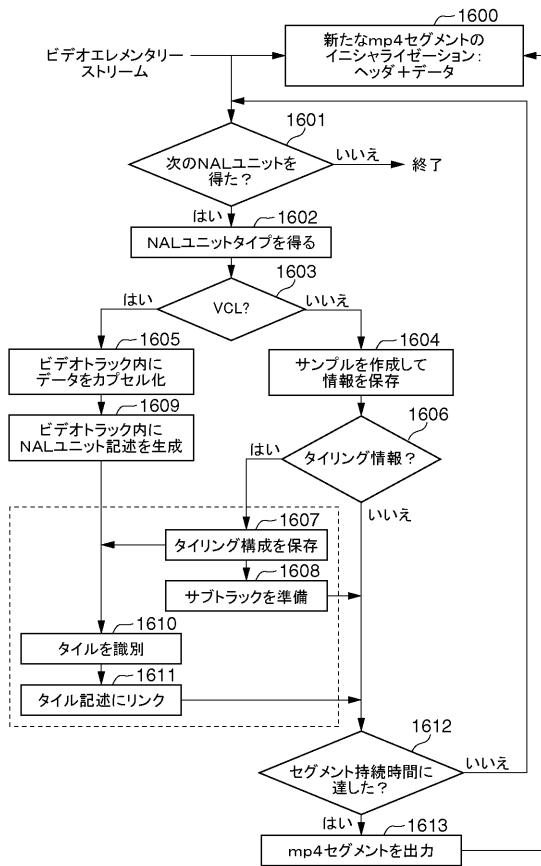 1600
新たなmp4セグメントの
イニシャライゼーション：
ヘッダ＋データ
ビデオエレメンタリー
ストリーム
1601
次のNALユニットを
得た？
いいえ
終了
はい
1602
NALユニットタイプを得る
1603
VCL?
はい
いいえ
1605
ビデオトラック内に
データをカプセル化
1604
サンプルを作成して
情報を保存
1609
ビデオトラック内に
NALユニット記述を生成
1606
タイリング情報？
はい
いいえ
1607
タイリング構成を保存
1608
サブトラックを準備
1610
タイルを識別
1611
タイル記述にリンク
1612
セグメント持続時間に
達した？
いいえ
はい
1613
mp4セグメントを出力